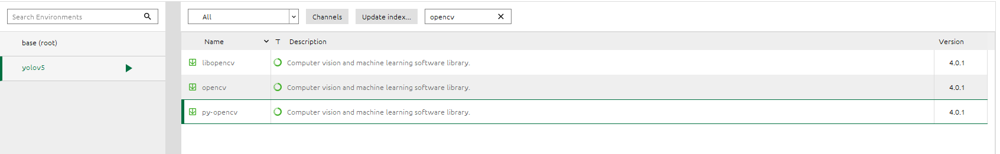 Search Environments
base (root)
yolov5
All
Channels
Update index...
opencv
Name T Description Version
libopencv Computer vision and machine learning software library. 4.0.1
opencv Computer vision and machine learning software library. 4.0.1
py-opencv Computer vision and machine learning software library. 4.0.1